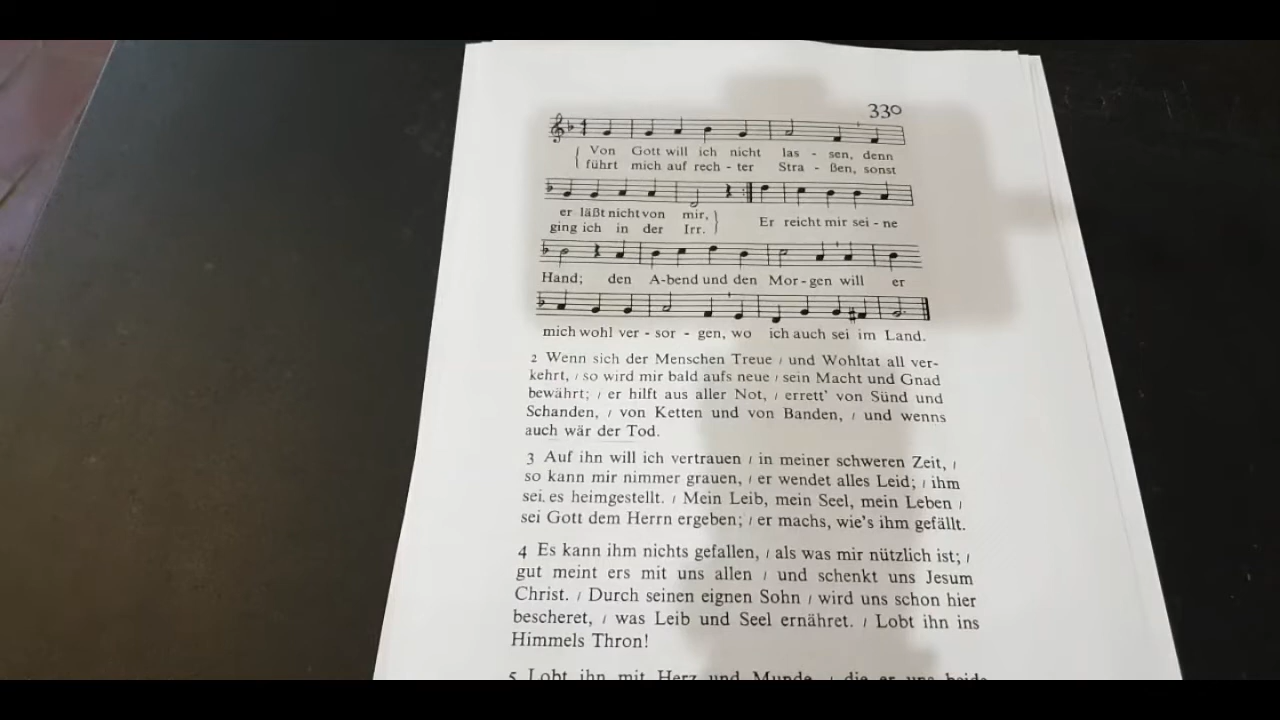 330
Von Gott will ich nicht las - sen, denn
führt mich auf rech - ter Stra - ßen, sonst
er läßt nicht von mir,
ging ich in der Irr.
Er reicht mir sei - ne
Hand; den A-bend und den Mor-gen will er
mich wohl ver - sor - gen, wo ich auch sei im Land.
2 Wenn sich der Menschen Treue / und Wohltat all ver-
kehrt, / so wird mir bald aufs neue / sein Macht und Gnad
bewährt; / er hilft aus aller Not, / errett' von Sünd und
Schanden, / von Ketten und von Banden, / und wenns
auch wär der Tod.
3 Auf ihn will ich vertrauen / in meiner schweren Zeit, /
so kann mir nimmer grauen, / er wendet alles Leid; / ihm
sei es heimgestellt. / Mein Leib, mein Seel, mein Leben /
sei Gott dem Herrn ergeben; / er machs, wie's ihm gefällt.
4 Es kann ihm nichts gefallen, / als was mir nützlich ist; /
gut meint ers mit uns allen / und schenkt uns Jesum
Christ. / Durch seinen eignen Sohn / wird uns schon hier
bescheret, / was Leib und Seel ernähret. / Lobt ihn ins
Himmels Thron!
5 Lobt ihn mit Herz und Munde, / die er uns beide